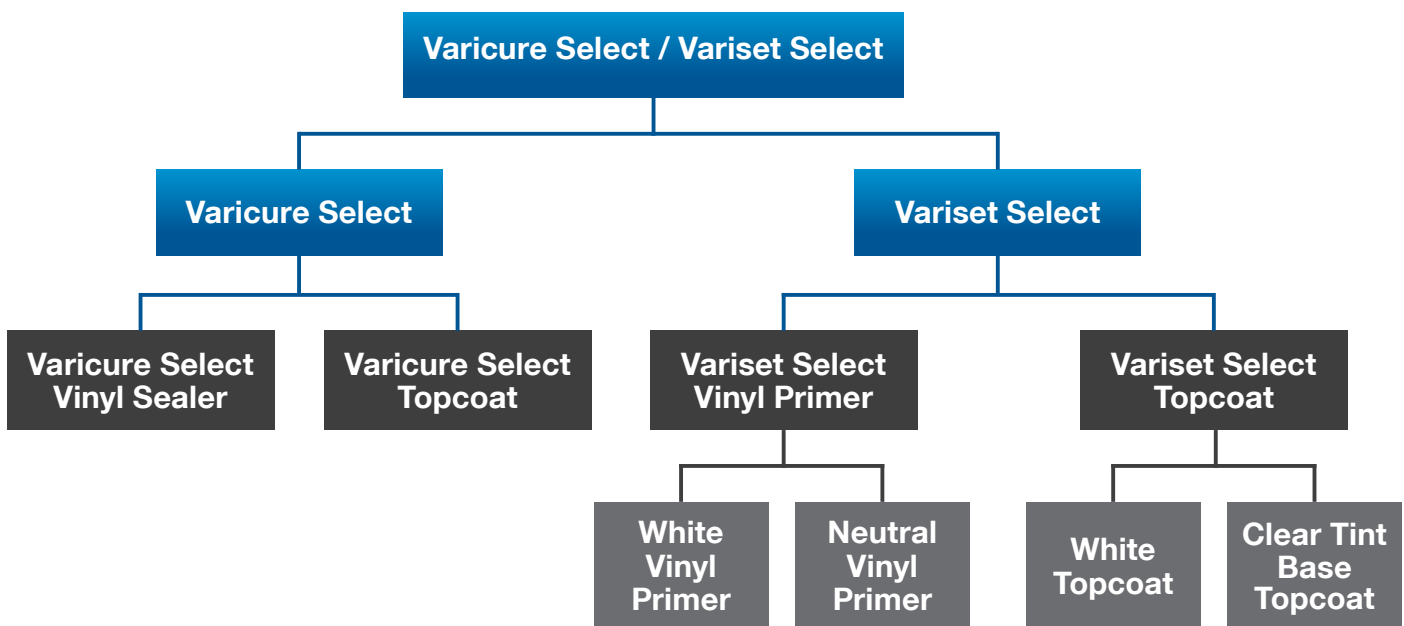 Varicure Select / Variset Select
Varicure Select
Variset Select
Varicure Select
Vinyl Sealer
Varicure Select
Topcoat
Variset Select
Vinyl Primer
Variset Select
Topcoat
White
Vinyl
Primer
Neutral
Vinyl
Primer
White
Topcoat
Clear Tint
Base
Topcoat